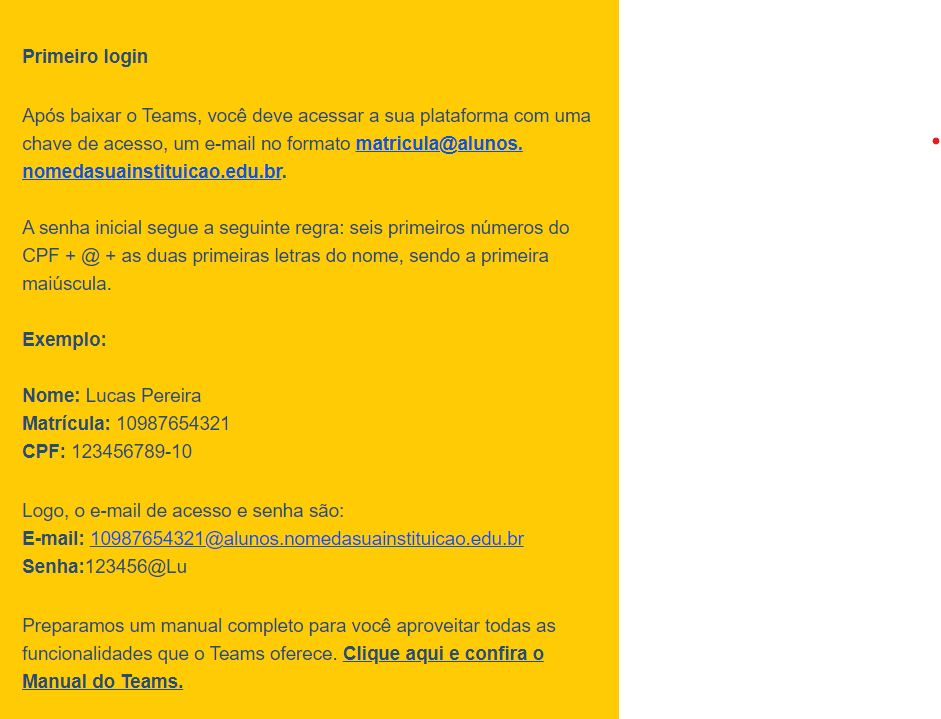 Primeiro login
Após baixar o Teams, você deve acessar a sua plataforma com uma
chave de acesso, um e-mail no formato matricula@alunos.
nomedasuainstituicao.edu.br.
A senha inicial segue a seguinte regra: seis primeiros números do
CPF + @ + as duas primeiras letras do nome, sendo a primeira
maiúscula.
Exemplo:
Nome: Lucas Pereira
Matrícula: 10987654321
CPF: 123456789-10
Logo, o e-mail de acesso e senha são:
E-mail: 10987654321@alunos.nomedasuainstituicao.edu.br
Senha:123456@Lu
Preparamos um manual completo para você aproveitar todas as
funcionalidades que o Teams oferece. Clique aqui e confira o
Manual do Teams.